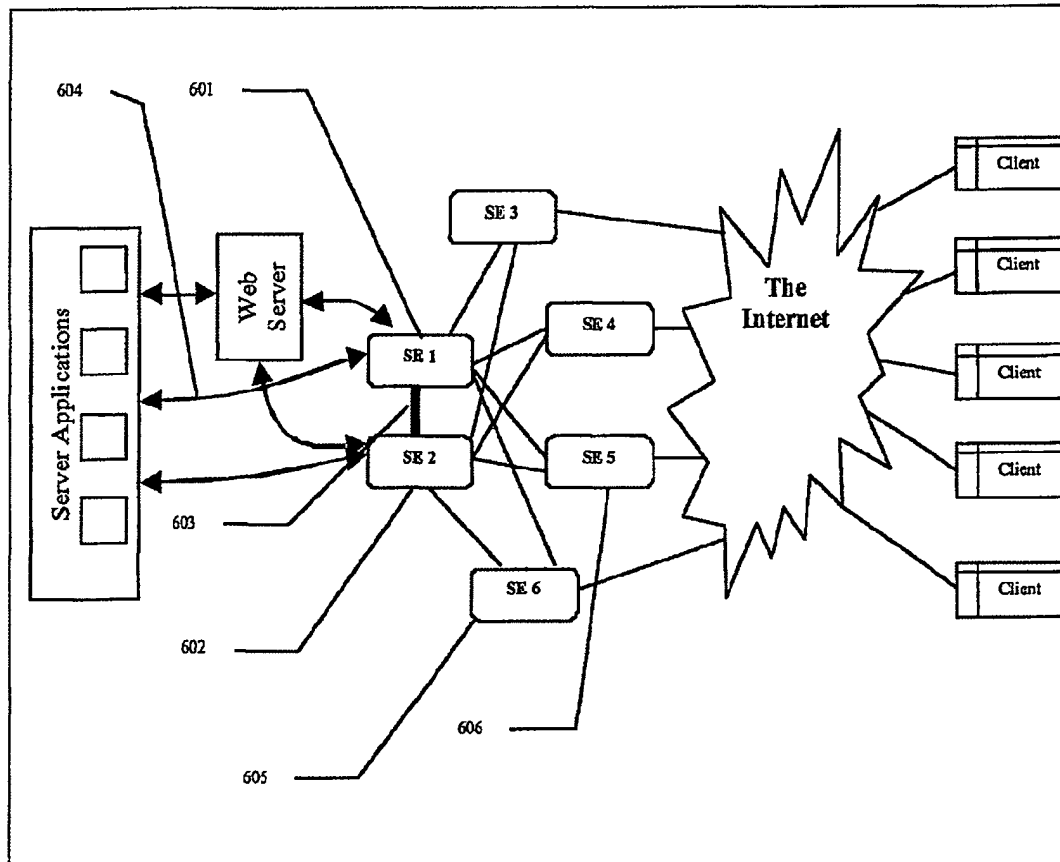 604
601
Client
SE 3
Client
Web
Server
The
Internet
SE 4
SE 1
Client
Server Applications
SE 2
SE 5
Client
603
SE 6
Client
602
606
605